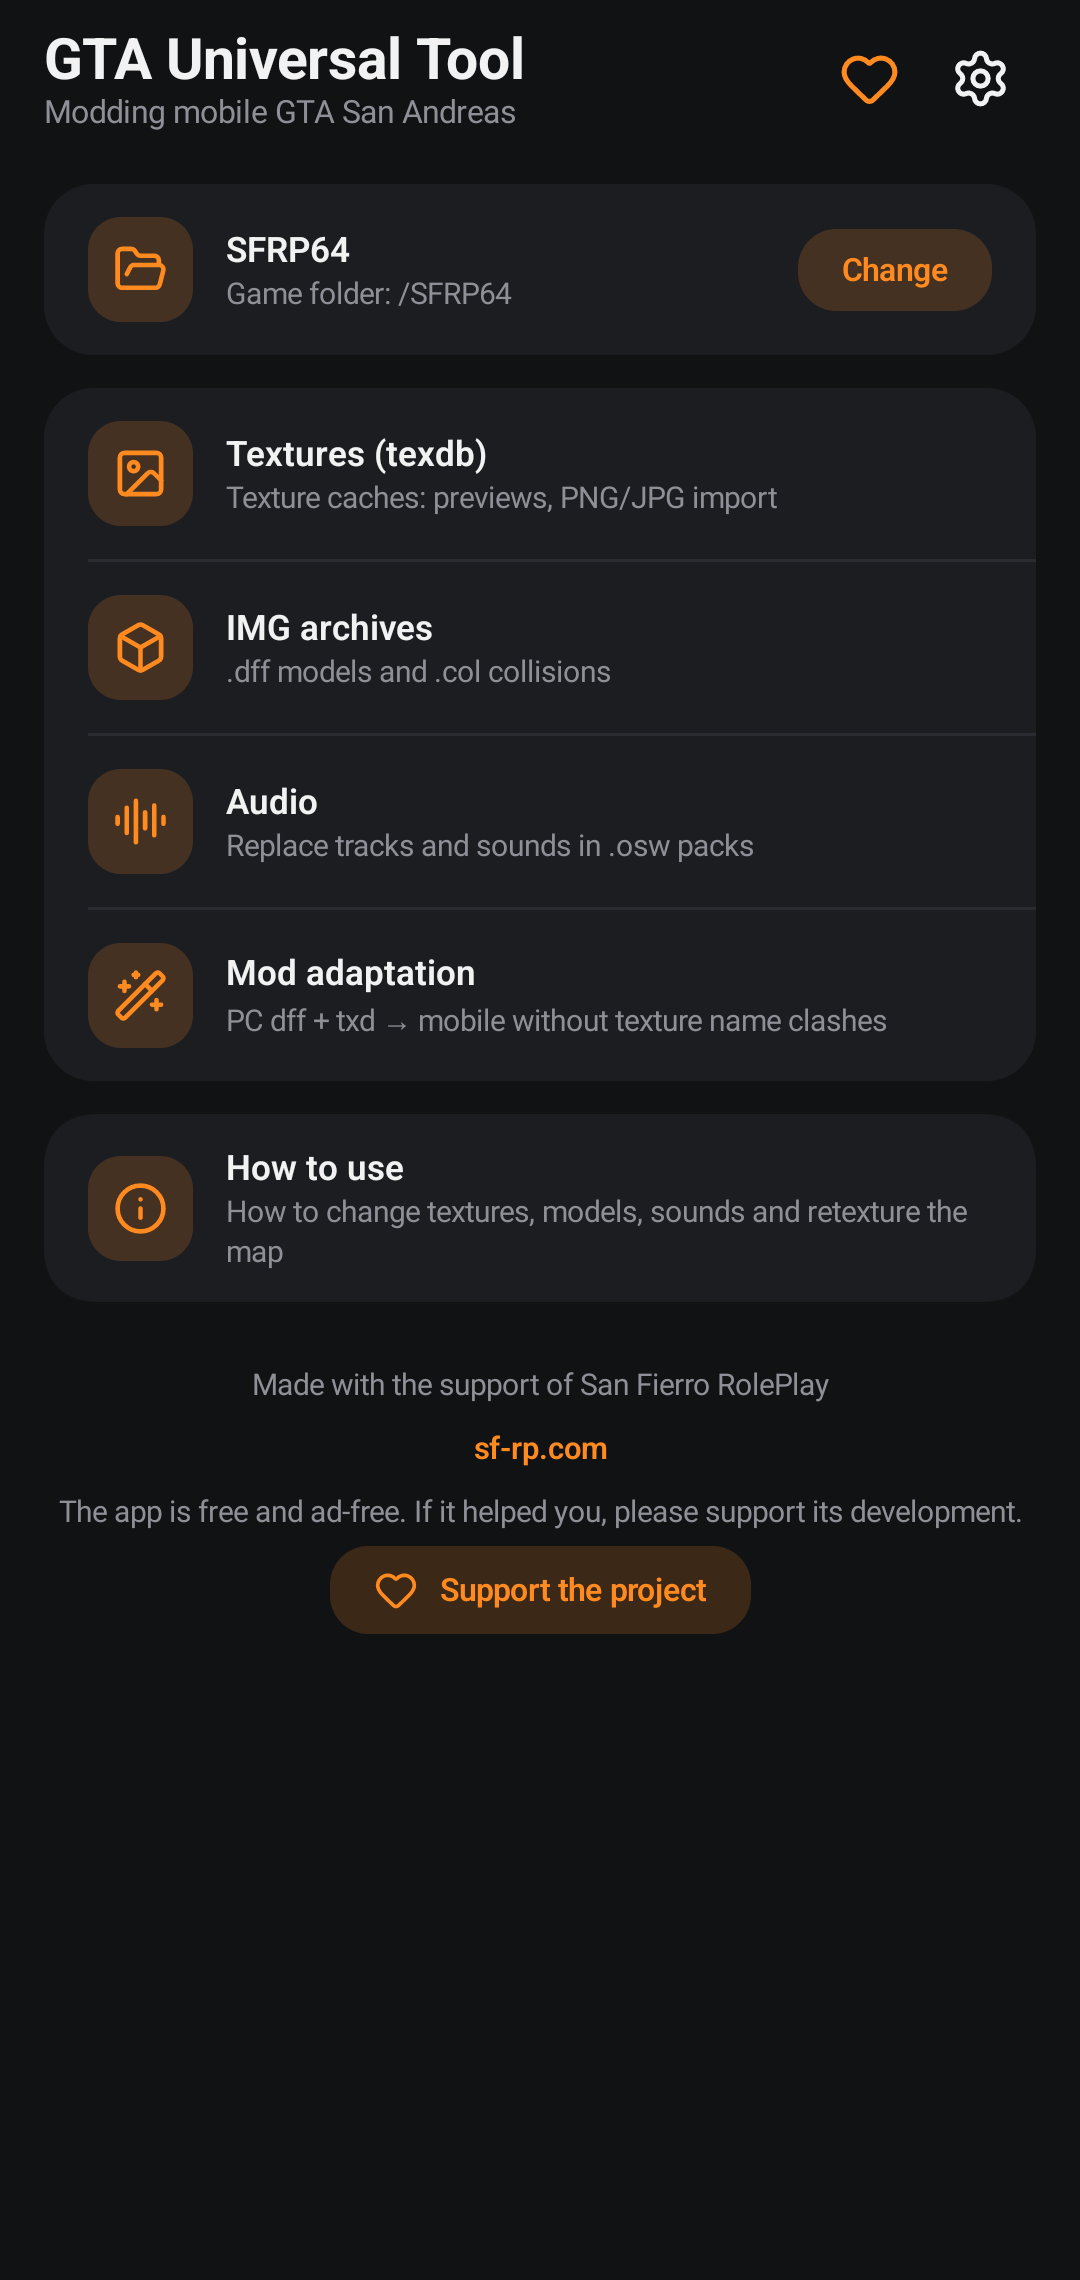 GTA Universal Tool
Modding mobile GTA San Andreas
SFRP64
Game folder: /SFRP64
Change
Textures (texdb)
Texture caches: previews, PNG/JPG import
IMG archives
.dff models and .col collisions
Audio
Replace tracks and sounds in .osw packs
Mod adaptation
PC dff + txd → mobile without texture name clashes
How to use
How to change textures, models, sounds and retexture the
map
Made with the support of San Fierro RolePlay
sf-rp.com
The app is free and ad-free. If it helped you, please support its development.
Support the project